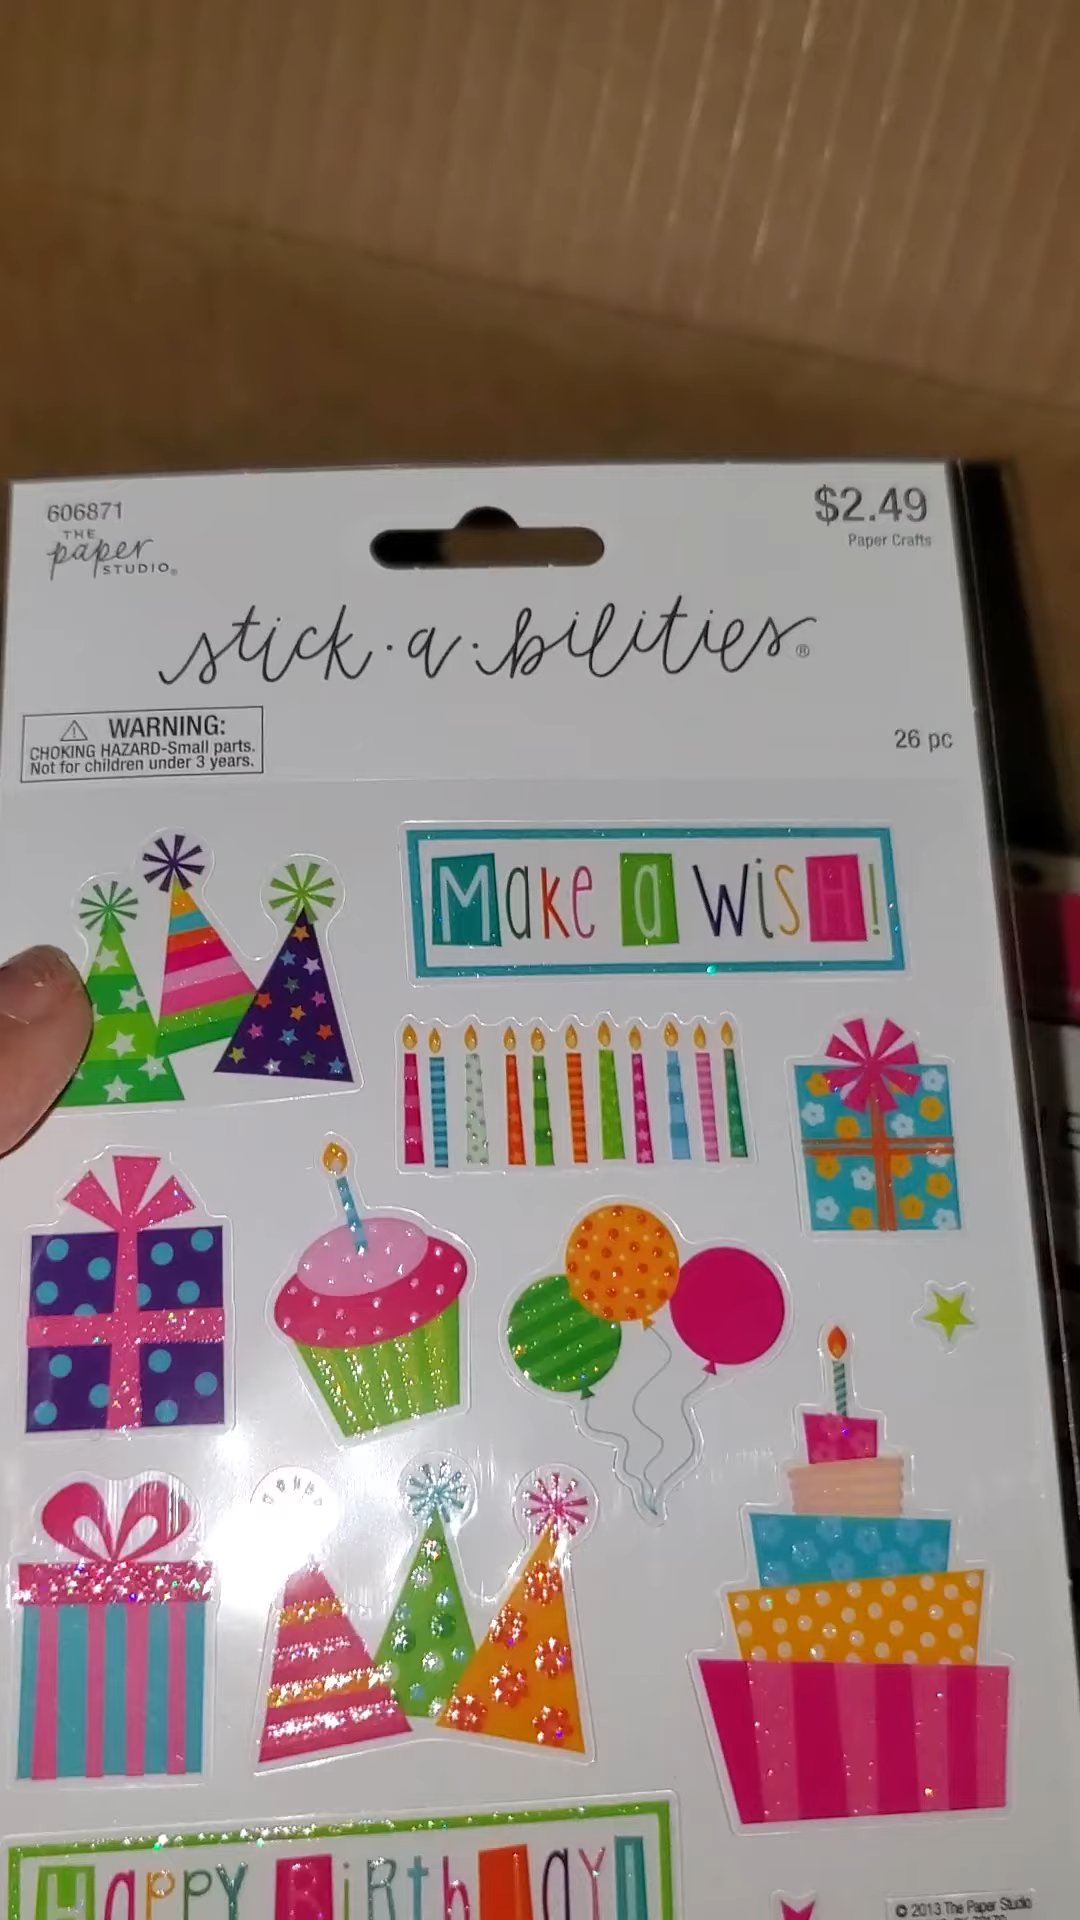 606871
$2.49
THE
paper
STUDIO®
Paper Crafts
stick·a·bilities®
⚠ WARNING:
CHOKING HAZARD-Small parts.
Not for children under 3 years.
26 pc
Make a WisH!
HAPPY BiRthDAY!
© 2013 The Paper Studio